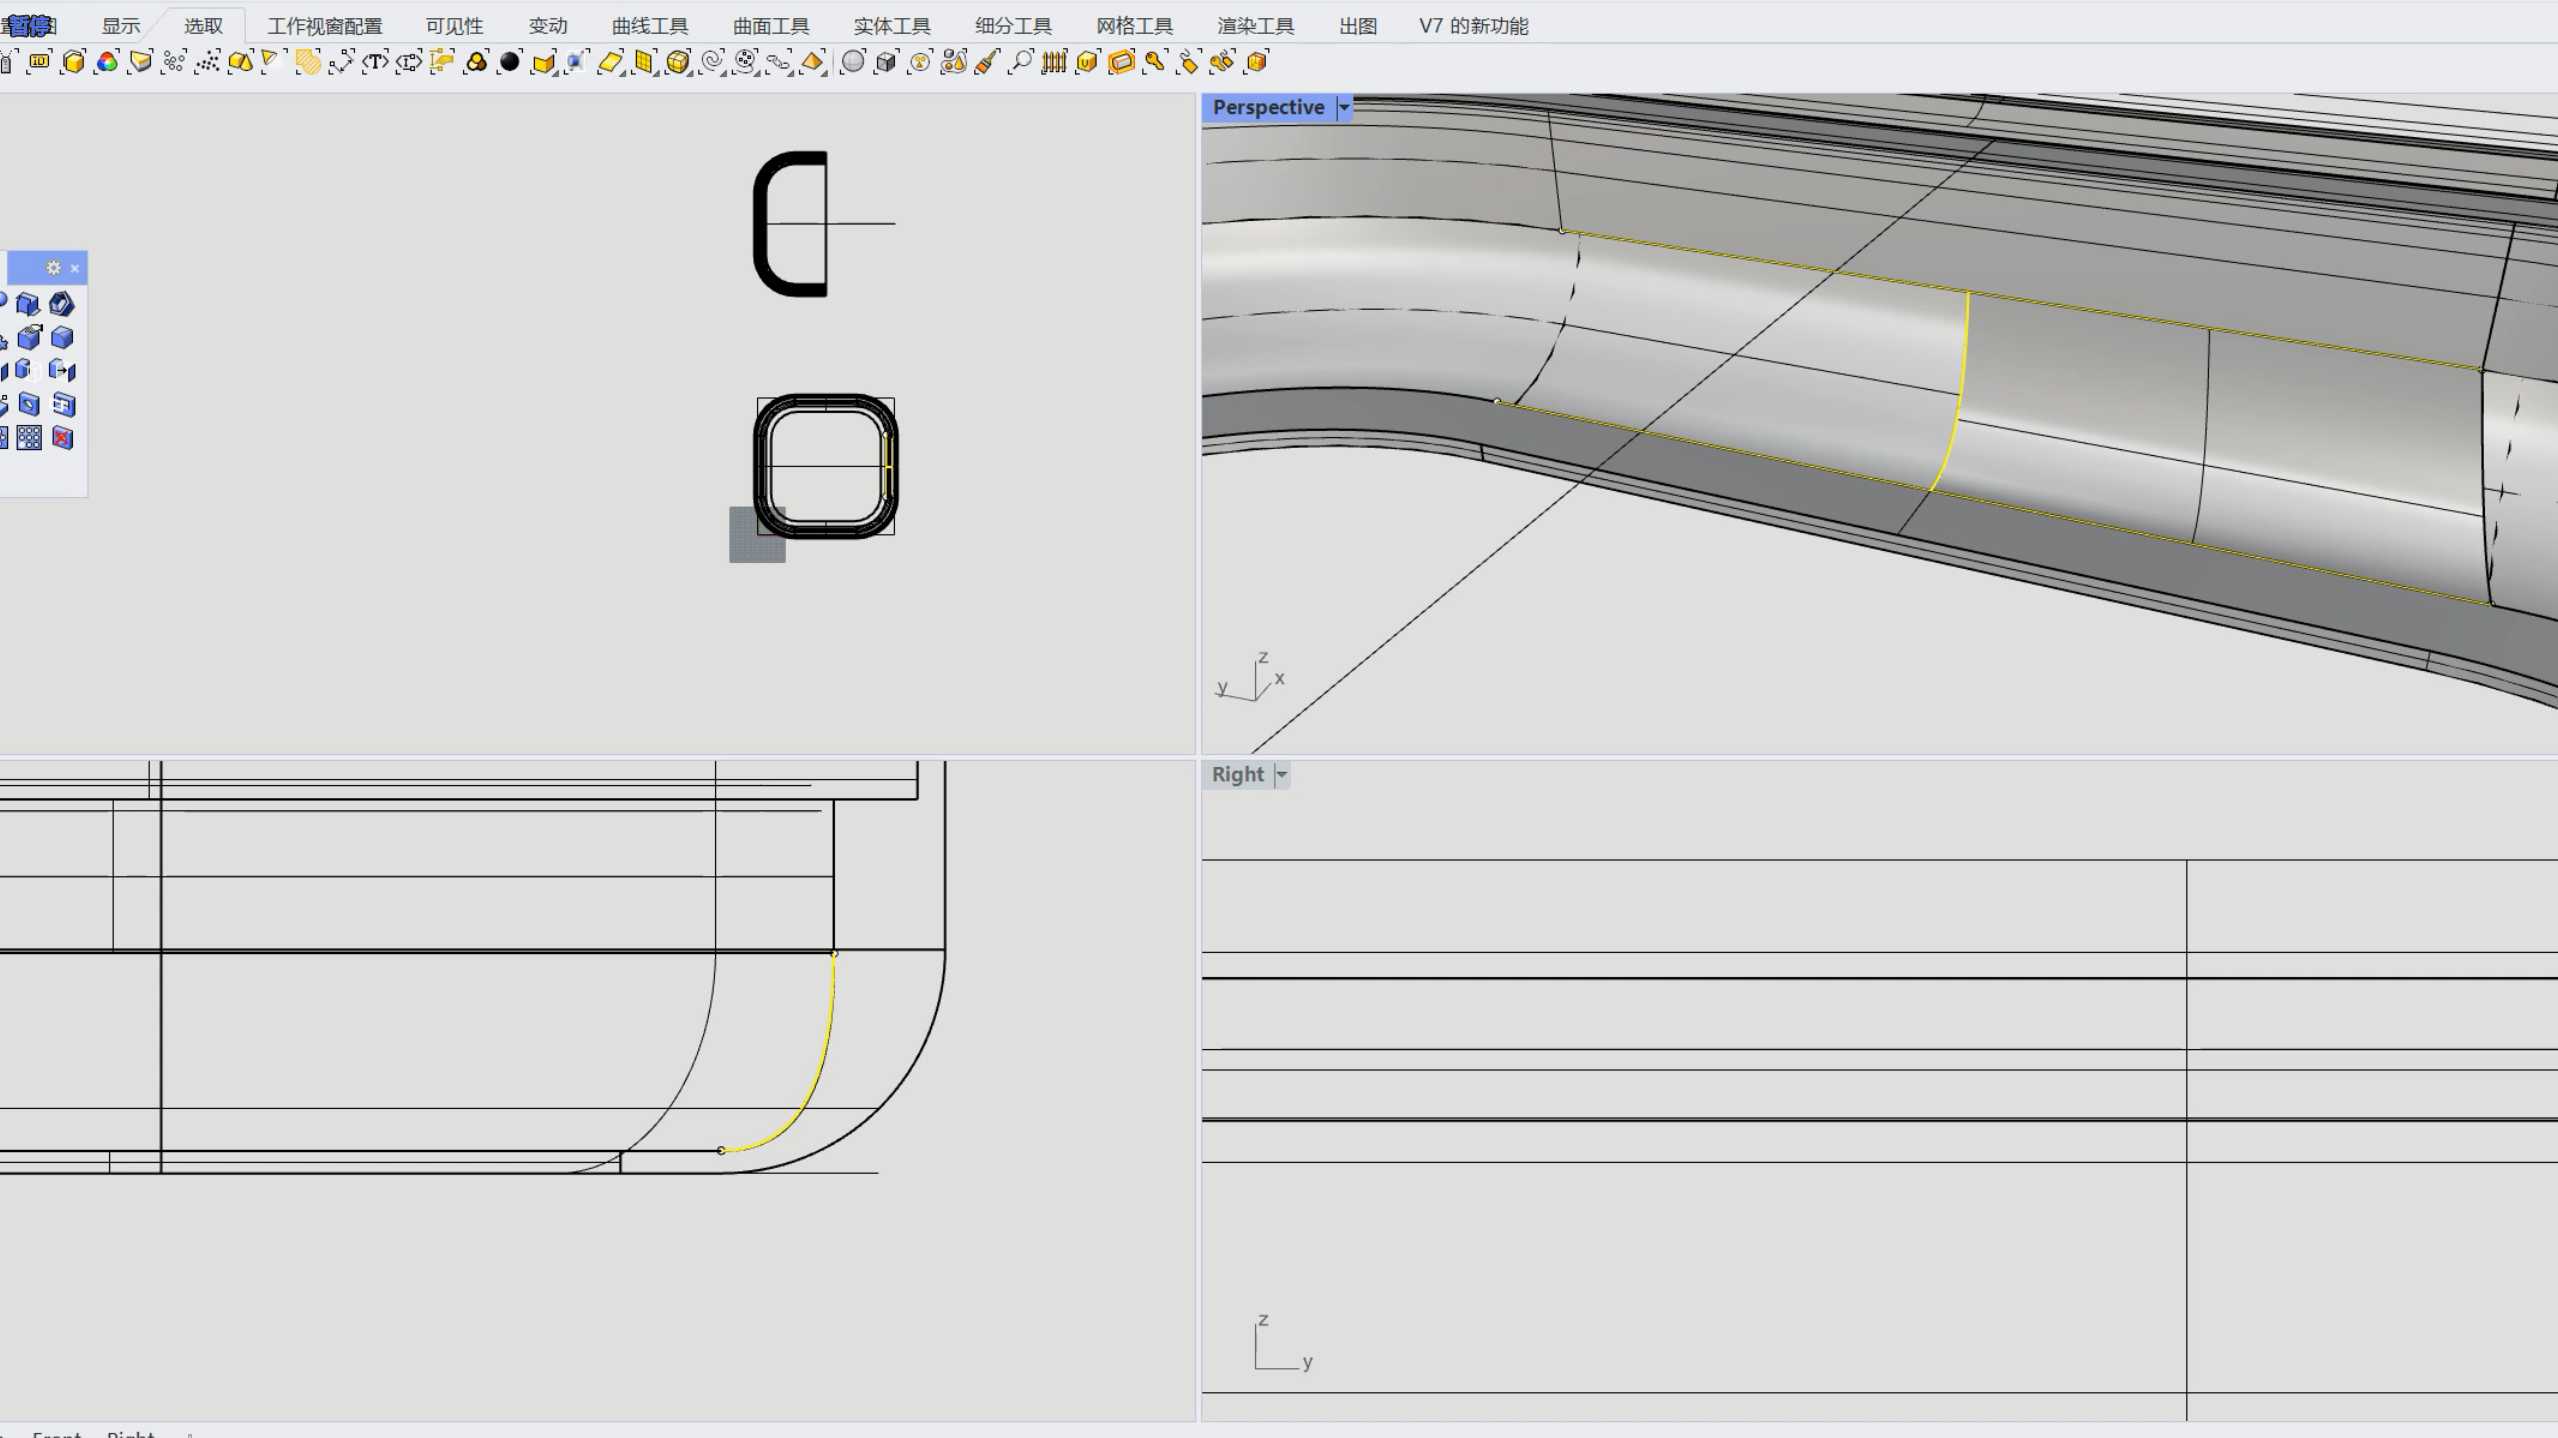 暂停
显示 选取 工作视窗配置 可见性 变动 曲线工具 曲面工具 实体工具 细分工具 网格工具 渲染工具 出图 V7 的新功能
Perspective
z
y x
Right
z
y
Front Right